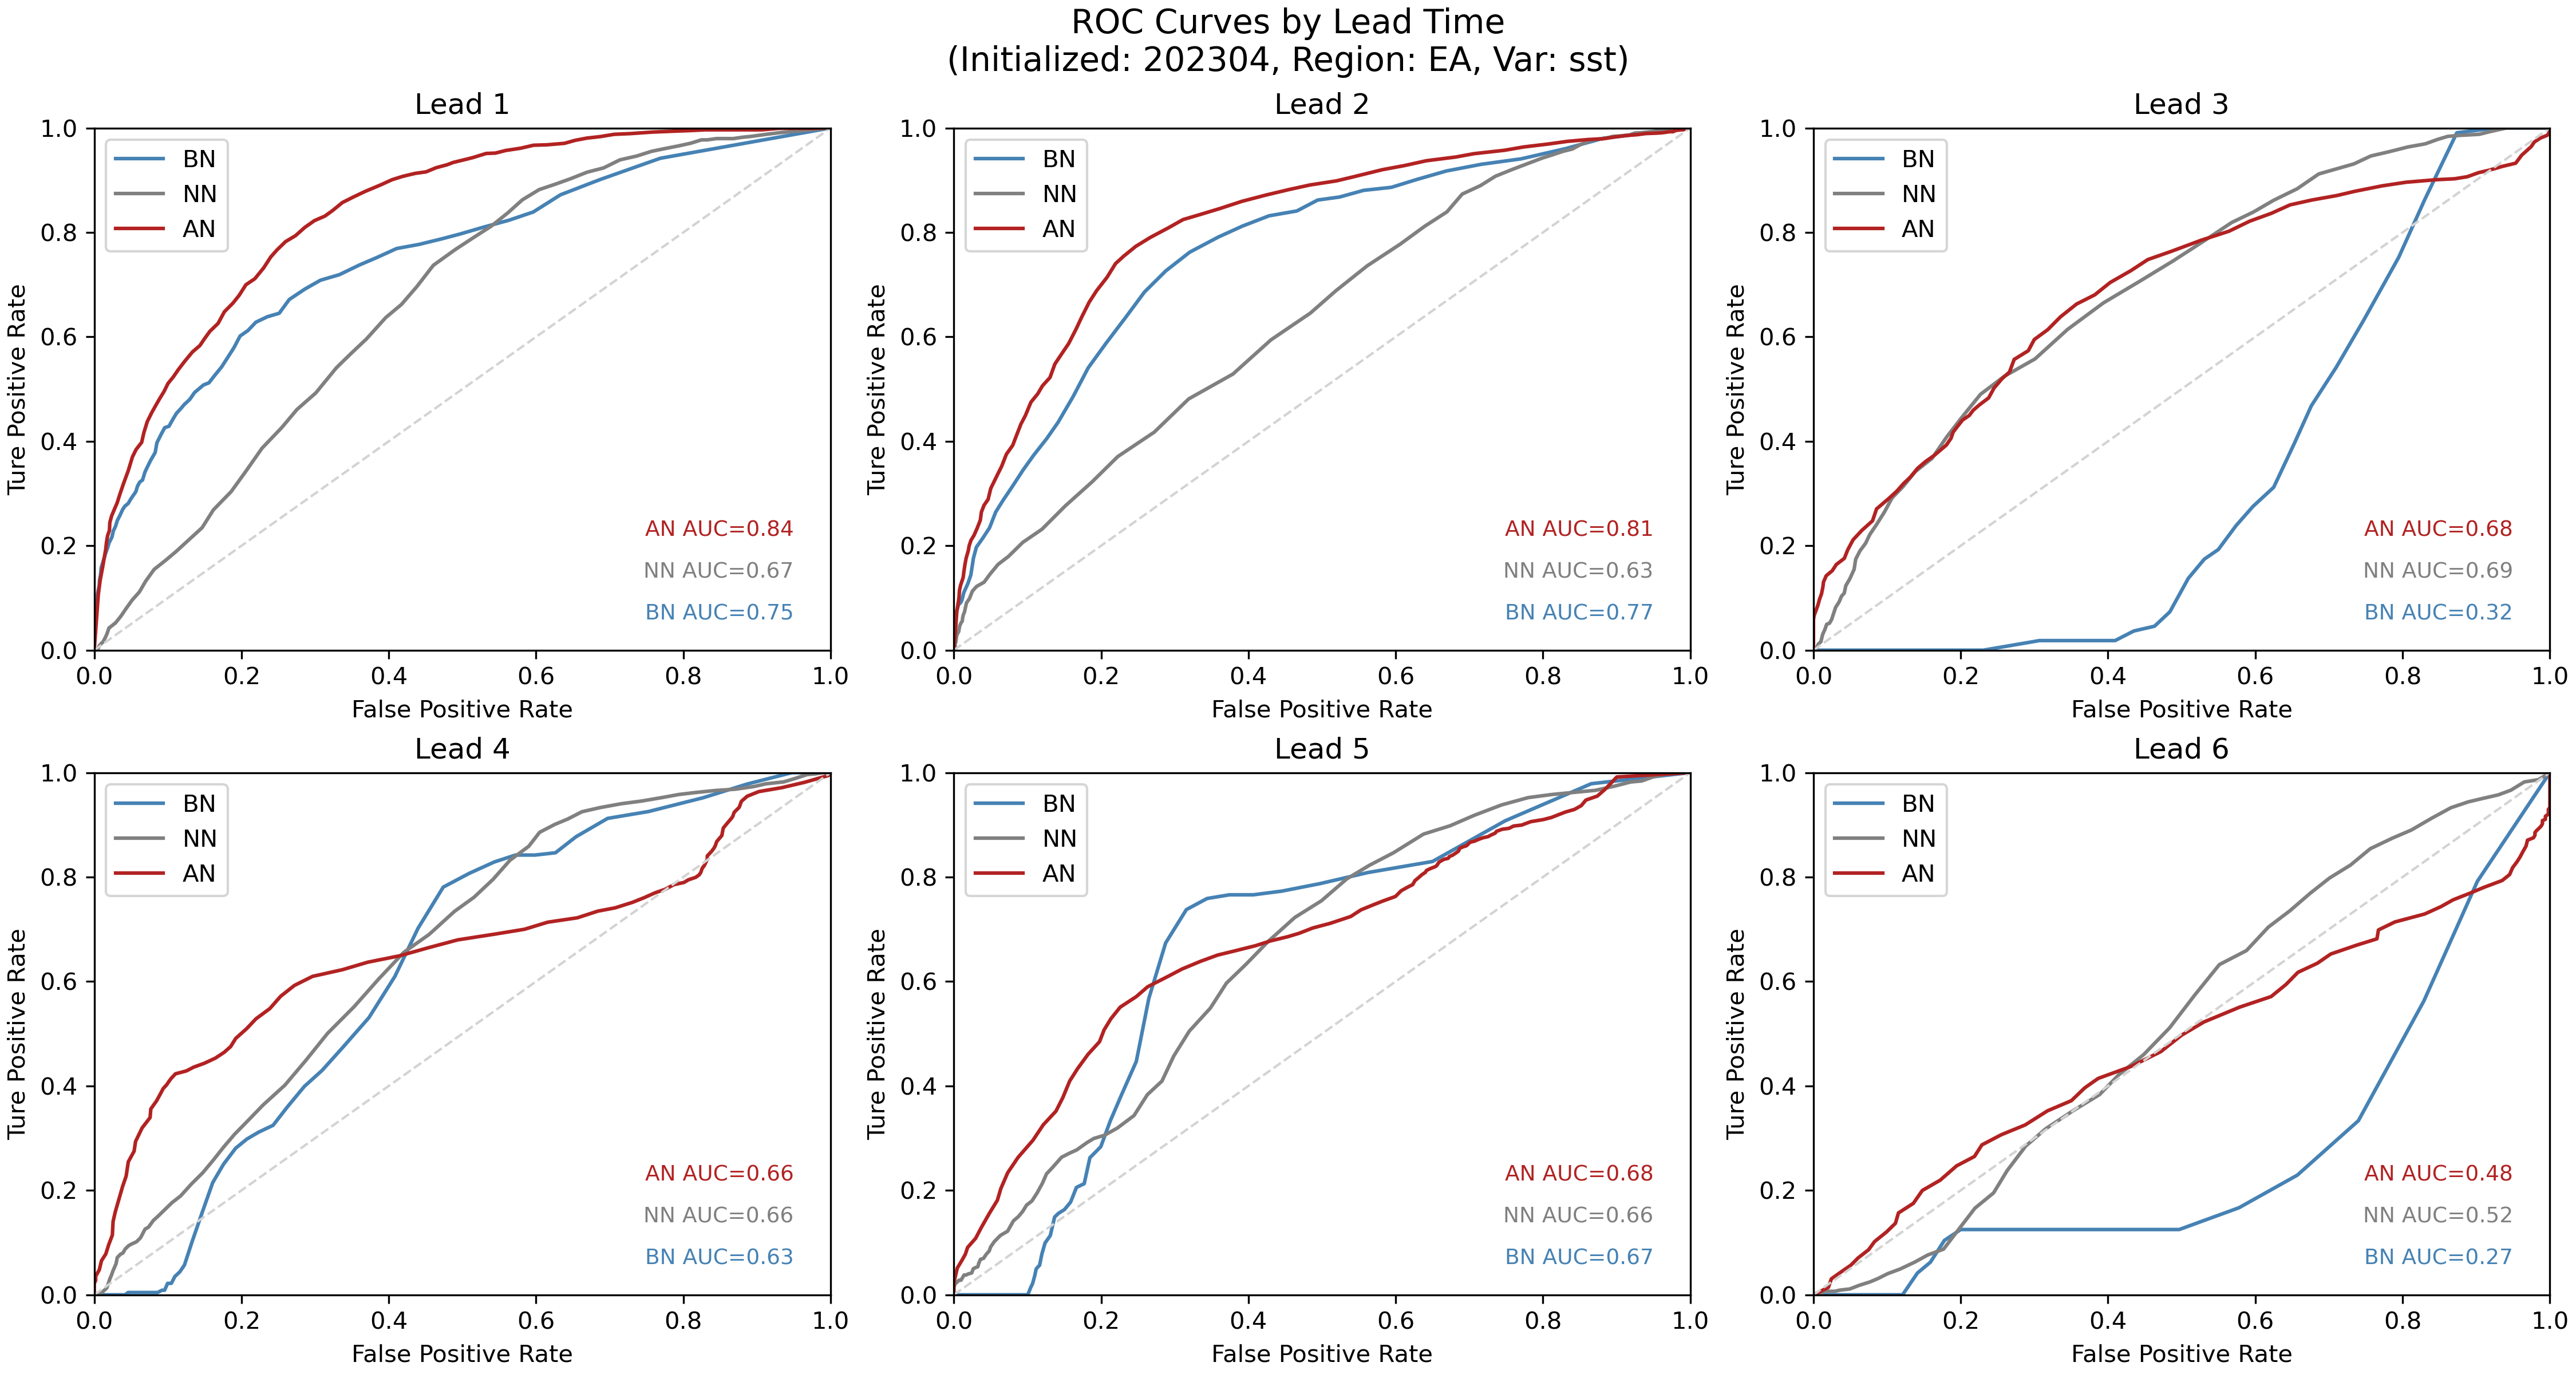 ROC Curves by Lead Time
(Initialized: 202304, Region: EA, Var: sst)
Lead 1
1.0
0.8
0.6
0.4
0.2
0.0
Ture Positive Rate
BN
NN
AN
AN AUC=0.84
NN AUC=0.67
BN AUC=0.75
0.0 0.2 0.4 0.6 0.8 1.0
False Positive Rate
Lead 2
1.0
0.8
0.6
0.4
0.2
0.0
Ture Positive Rate
BN
NN
AN
AN AUC=0.81
NN AUC=0.63
BN AUC=0.77
0.0 0.2 0.4 0.6 0.8 1.0
False Positive Rate
Lead 3
1.0
0.8
0.6
0.4
0.2
0.0
Ture Positive Rate
BN
NN
AN
AN AUC=0.68
NN AUC=0.69
BN AUC=0.32
0.0 0.2 0.4 0.6 0.8 1.0
False Positive Rate
Lead 4
1.0
0.8
0.6
0.4
0.2
0.0
Ture Positive Rate
BN
NN
AN
AN AUC=0.66
NN AUC=0.66
BN AUC=0.63
0.0 0.2 0.4 0.6 0.8 1.0
False Positive Rate
Lead 5
1.0
0.8
0.6
0.4
0.2
0.0
Ture Positive Rate
BN
NN
AN
AN AUC=0.68
NN AUC=0.66
BN AUC=0.67
0.0 0.2 0.4 0.6 0.8 1.0
False Positive Rate
Lead 6
1.0
0.8
0.6
0.4
0.2
0.0
Ture Positive Rate
BN
NN
AN
AN AUC=0.48
NN AUC=0.52
BN AUC=0.27
0.0 0.2 0.4 0.6 0.8 1.0
False Positive Rate